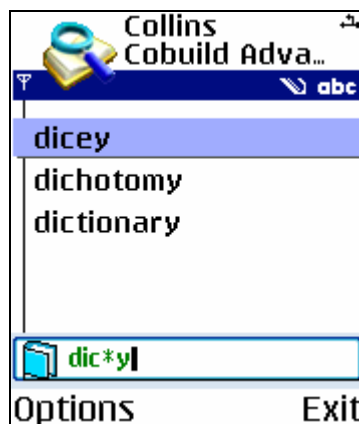 Collins
Cobuild Adva...
abc
dicey
dichotomy
dictionary
dic*y
Options Exit